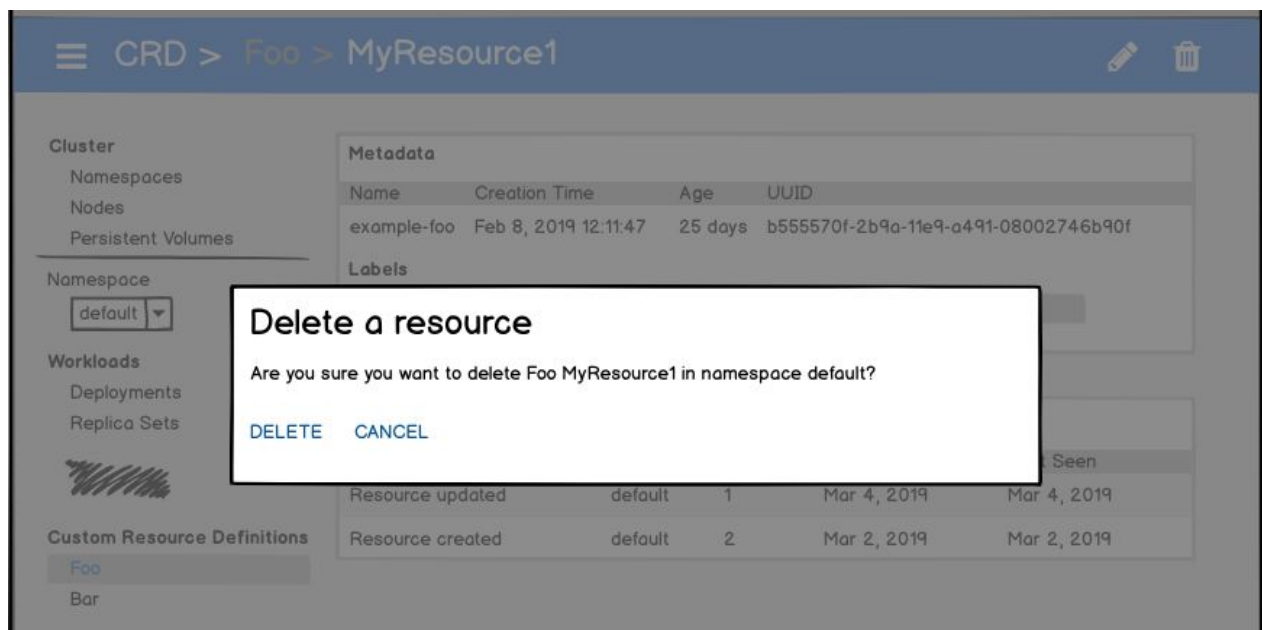 CRD > Foo > MyResource1
Cluster
Namespaces
Nodes
Persistent Volumes
Namespace
default
Workloads
Deployments
Replica Sets
Custom Resource Definitions
Foo
Bar
Metadata
Name Creation Time Age UUID
example-foo Feb 8, 2019 12:11:47 25 days b555570f-2b9a-11e9-a491-08002746b90f
Labels
Delete a resource
Are you sure you want to delete Foo MyResource1 in namespace default?
DELETE CANCEL
Seen
Resource updated default 1 Mar 4, 2019 Mar 4, 2019
Resource created default 2 Mar 2, 2019 Mar 2, 2019